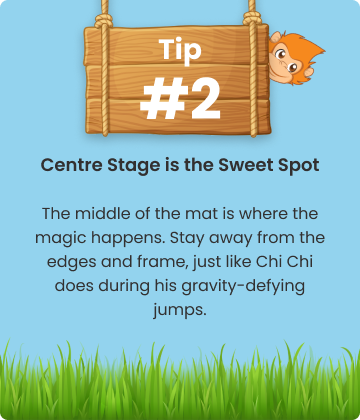 Tip
#2
Centre Stage is the Sweet Spot
The middle of the mat is where the
magic happens. Stay away from the
edges and frame, just like Chi Chi
does during his gravity-defying
jumps.